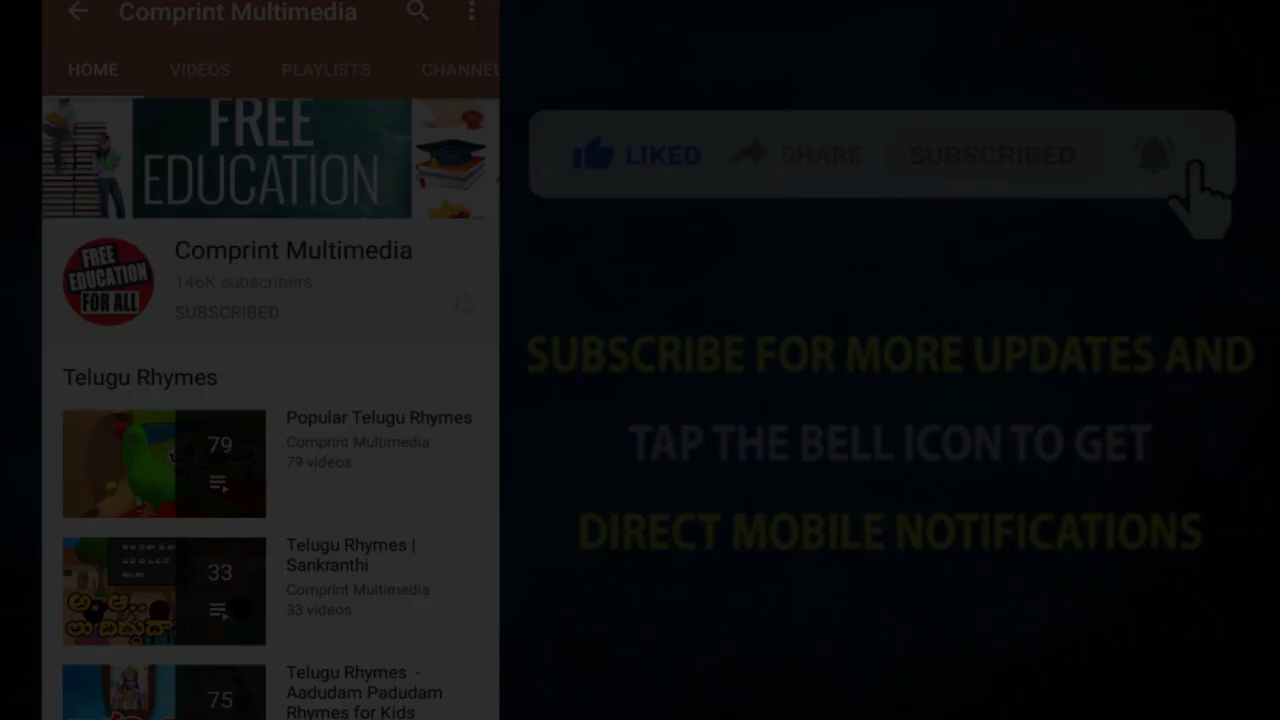 Comprint Multimedia
HOME VIDEOS PLAYLISTS CHANNEL
FREE
EDUCATION
FREE
EDUCATION
FOR ALL
Comprint Multimedia
146K subscribers
SUBSCRIBED
Telugu Rhymes
79
Popular Telugu Rhymes
Comprint Multimedia
79 videos
33
అ. ఆ..
లు దిద్దుదా
Telugu Rhymes |
Sankranthi
Comprint Multimedia
33 videos
75
Telugu Rhymes -
Aadudam Padudam
Rhymes for Kids
LIKED SHARE SUBSCRIBED
SUBSCRIBE FOR MORE UPDATES AND
TAP THE BELL ICON TO GET
DIRECT MOBILE NOTIFICATIONS